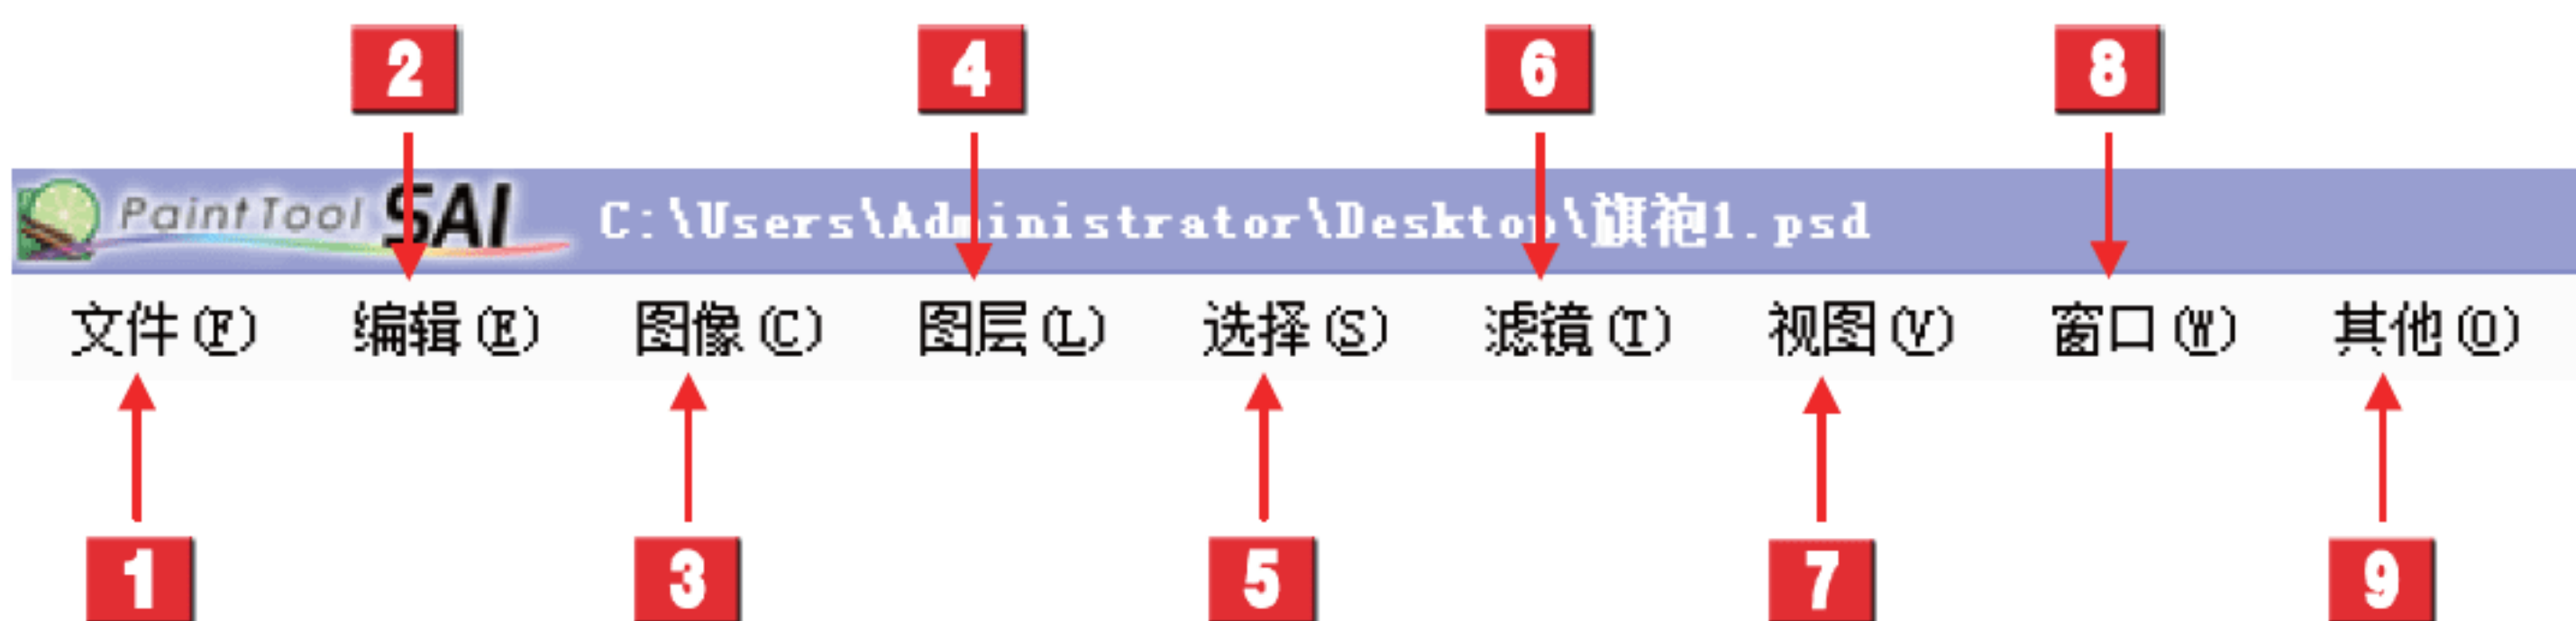 2 4 6 8
PaintTool SAI C:\Users\Administrator\Desktop\旗袍1.psd
文件(F) 编辑(E) 图像(C) 图层(L) 选择(S) 滤镜(T) 视图(V) 窗口(W) 其他(O)
1 3 5 7 9